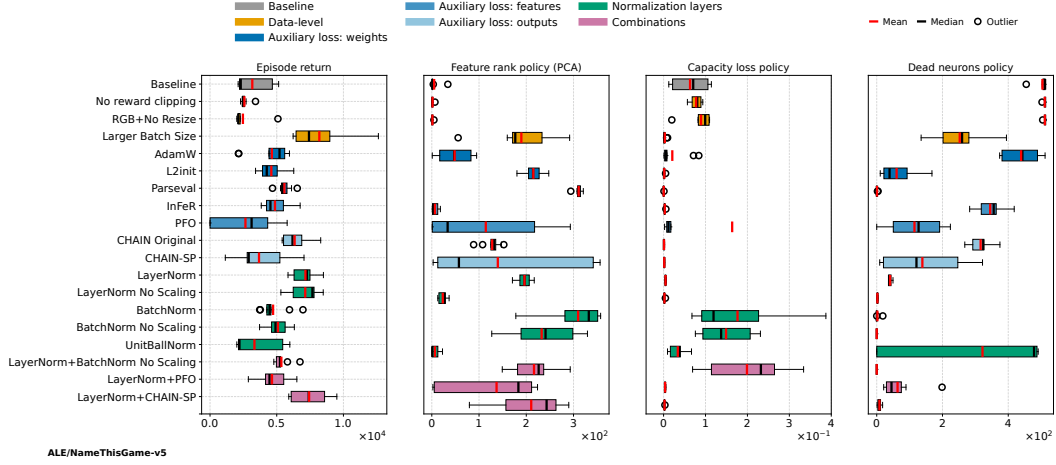 Baseline
Data-level
Auxiliary loss: weights
Auxiliary loss: features
Auxiliary loss: outputs
Normalization layers
Combinations
Mean
Median
Outlier
Episode return
Feature rank policy (PCA)
Capacity loss policy
Dead neurons policy
Baseline
No reward clipping
RGB+No Resize
Larger Batch Size
AdamW
L2init
Parseval
InFeR
PFO
CHAIN Original
CHAIN-SP
LayerNorm
LayerNorm No Scaling
BatchNorm
BatchNorm No Scaling
UnitBallNorm
LayerNorm+BatchNorm No Scaling
LayerNorm+PFO
LayerNorm+CHAIN-SP
0.0 0.5 1.0
×10⁴
0 1 2 3
×10²
0 1 2 3 4
×10⁻¹
0 2 4
×10²
ALE/NameThisGame-v5